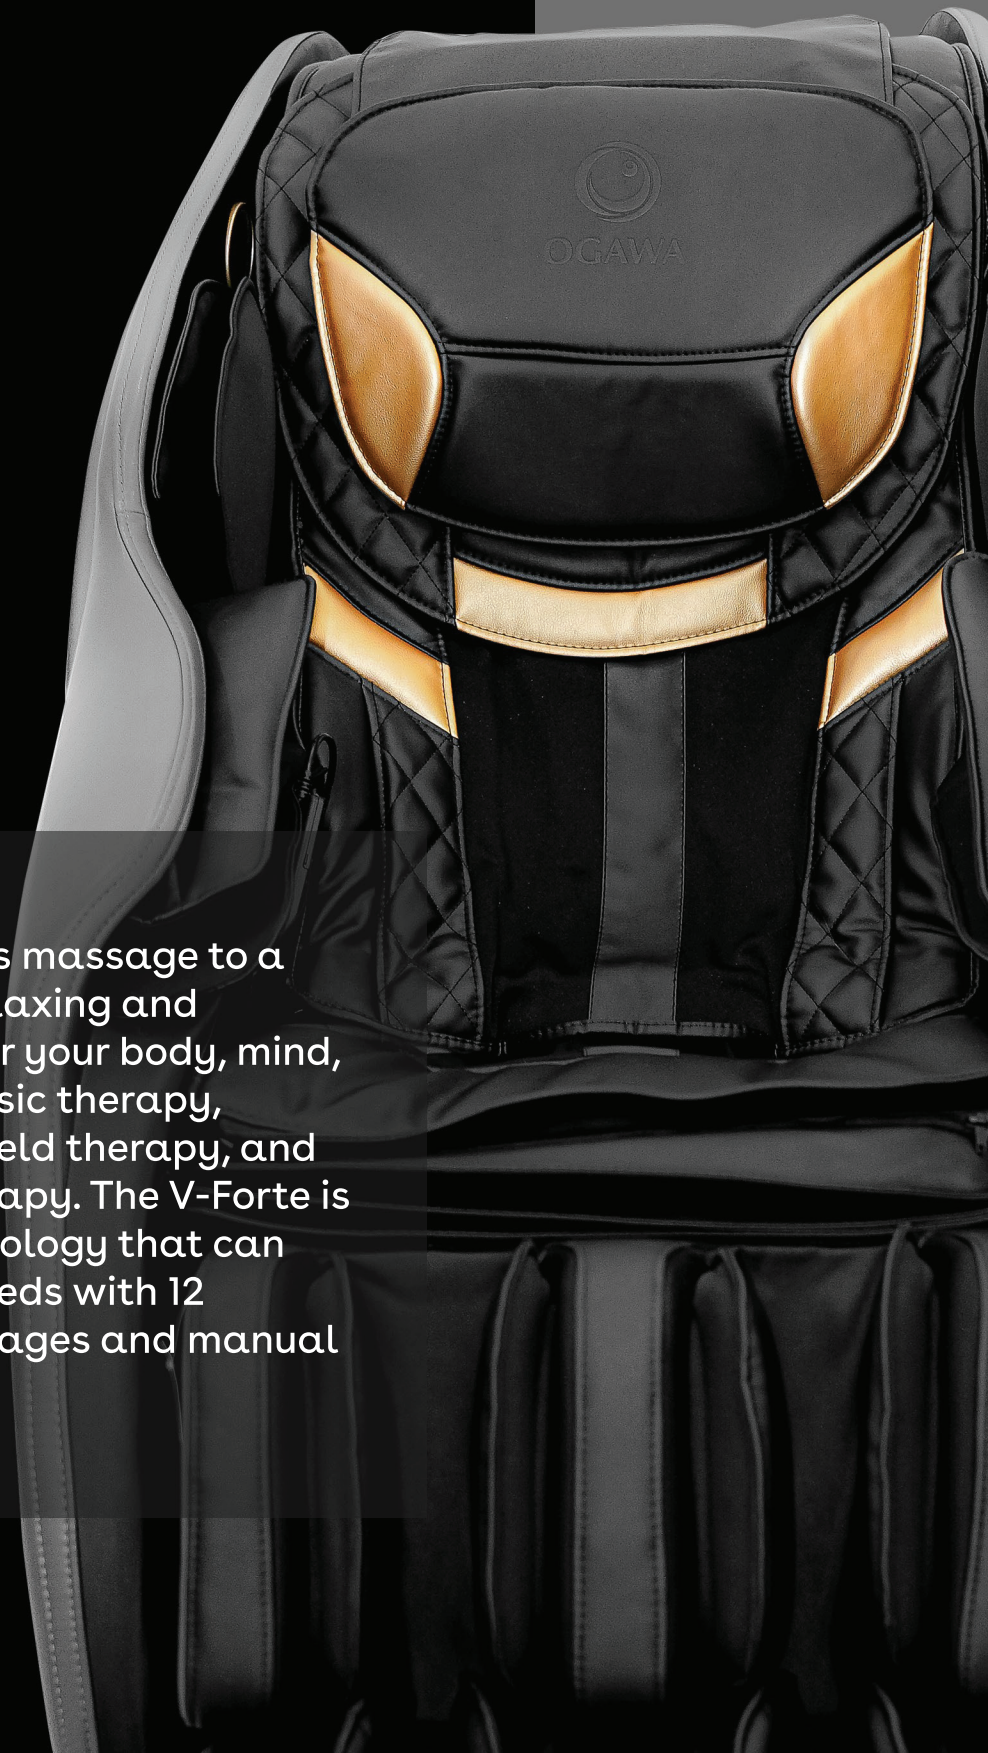 OGAWA
s massage to a
laxing and
r your body, mind,
sic therapy,
eld therapy, and
apy. The V-Forte is
ology that can
eds with 12
ages and manual